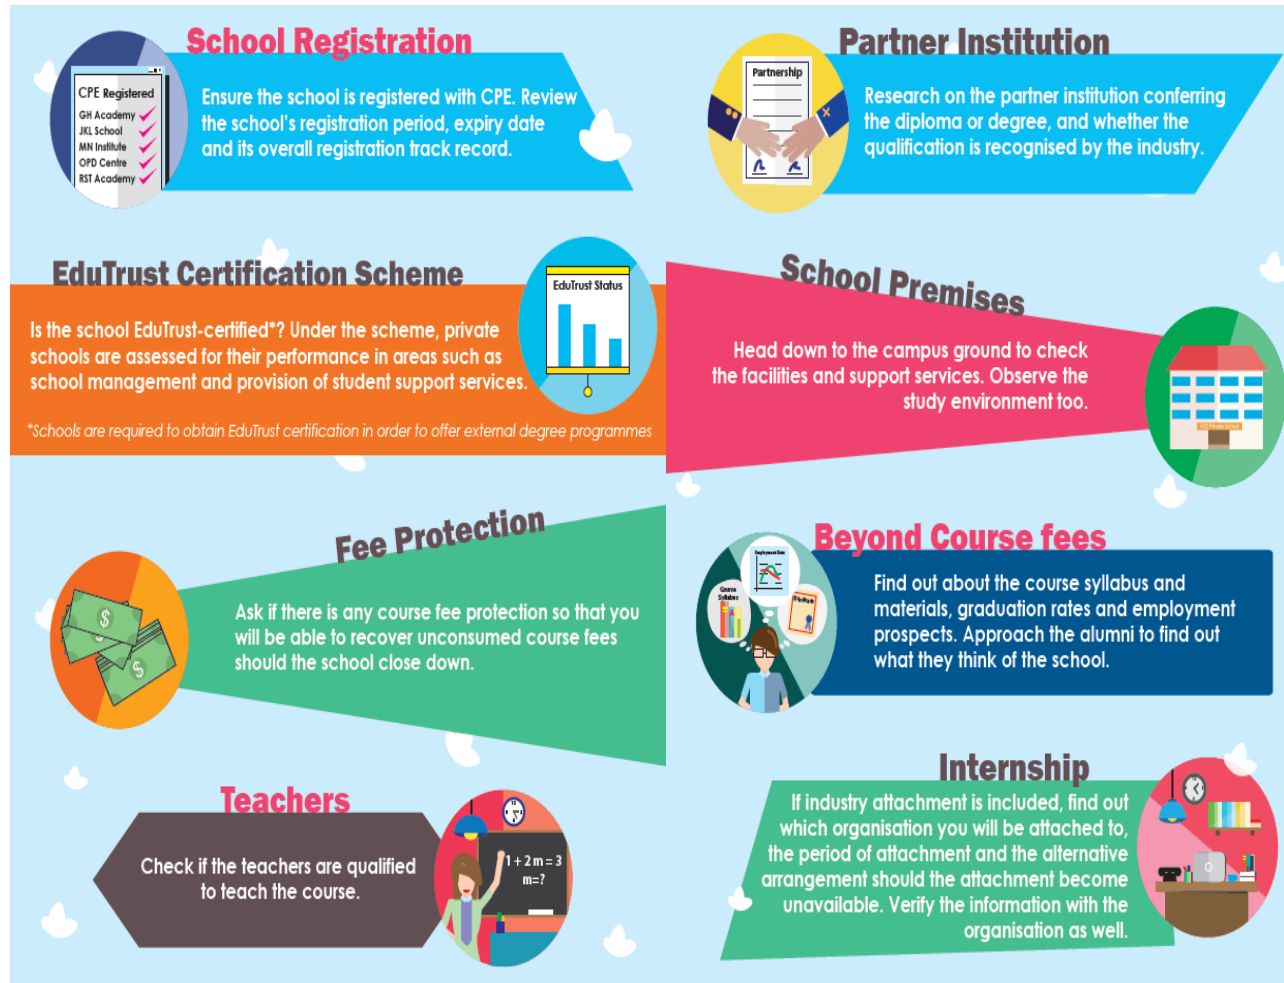 School Registration
CPE Registered
GH Academy
JKL School
MN Institute
OPD Centre
RST Academy
Ensure the school is registered with CPE. Review
the school's registration period, expiry date
and its overall registration track record.
Partner Institution
Partnership
Research on the partner institution conferring
the diploma or degree, and whether the
qualification is recognised by the industry.
EduTrust Certification Scheme
Is the school EduTrust-certified*? Under the scheme, private
schools are assessed for their performance in areas such as
school management and provision of student support services.
*Schools are required to obtain EduTrust certification in order to offer external degree programmes
EduTrust Status
School Premises
Head down to the campus ground to check
the facilities and support services. Observe the
study environment too.
Private School
Fee Protection
Ask if there is any course fee protection so that you
will be able to recover unconsumed course fees
should the school close down.
$
$
$
Beyond Course fees
Employment Rate
Course
Syllabus
Find out about the course syllabus and
materials, graduation rates and employment
prospects. Approach the alumni to find out
what they think of the school.
Teachers
Check if the teachers are qualified
to teach the course.
1 + 2 m = 3
m=?
Internship
If industry attachment is included, find out
which organisation you will be attached to,
the period of attachment and the alternative
arrangement should the attachment become
unavailable. Verify the information with the
organisation as well.